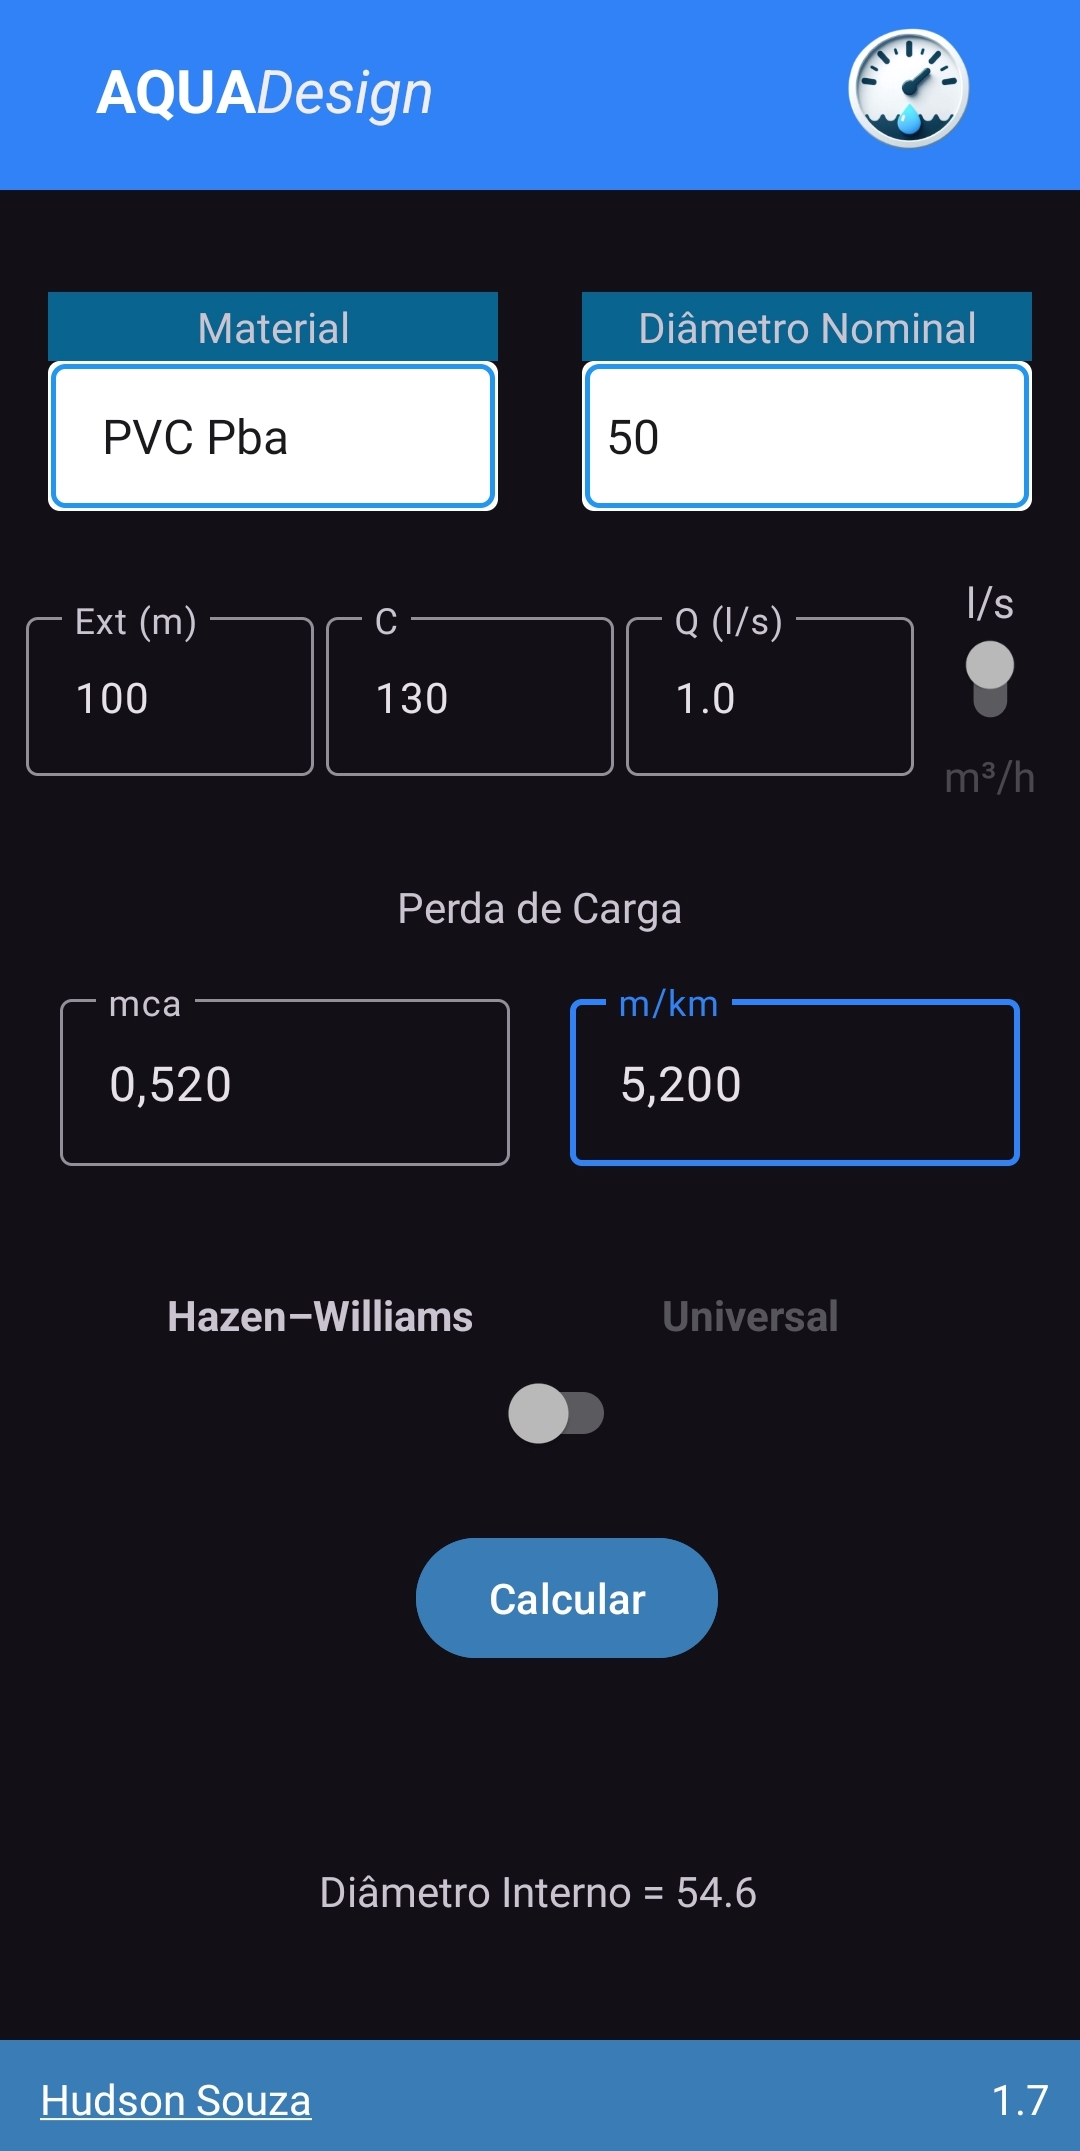 AQUADesign
Material
Diâmetro Nominal
PVC Pba
50
l/s
Ext (m)
C
Q (l/s)
100
130
1.0
m³/h
Perda de Carga
mca
m/km
0,520
5,200
Hazen–Williams
Universal
Calcular
Diâmetro Interno = 54.6
Hudson Souza
1.7